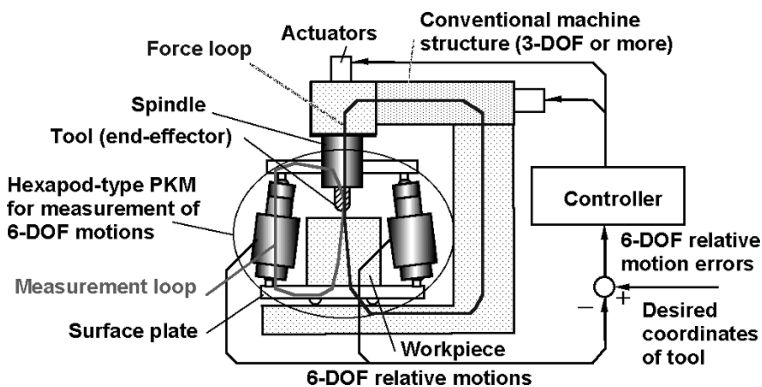 Conventional machine
structure (3-DOF or more)
Actuators
Force loop
Spindle
Tool (end-effector)
Hexapod-type PKM
for measurement of
6-DOF motions
Controller
6-DOF relative
motion errors
Measurement loop
− +
Desired
coordinates
of tool
Surface plate
Workpiece
6-DOF relative motions